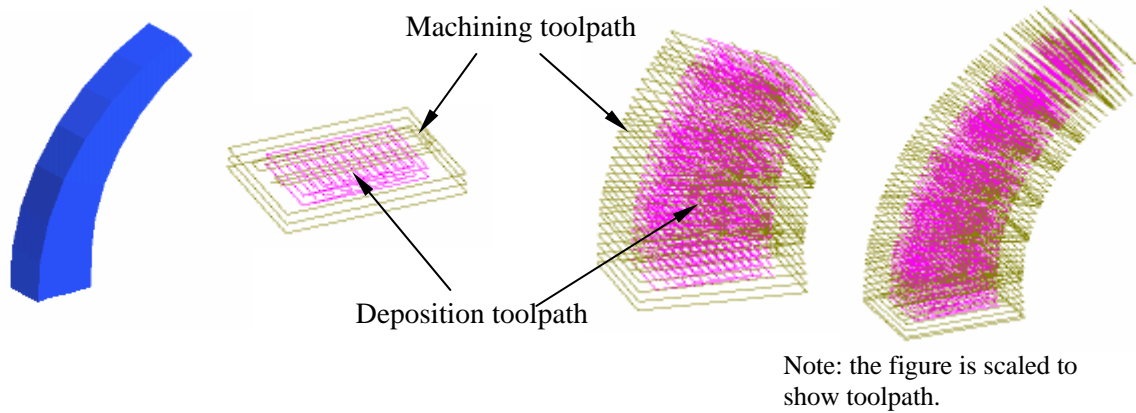 Machining toolpath
Deposition toolpath
Note: the figure is scaled to
show toolpath.